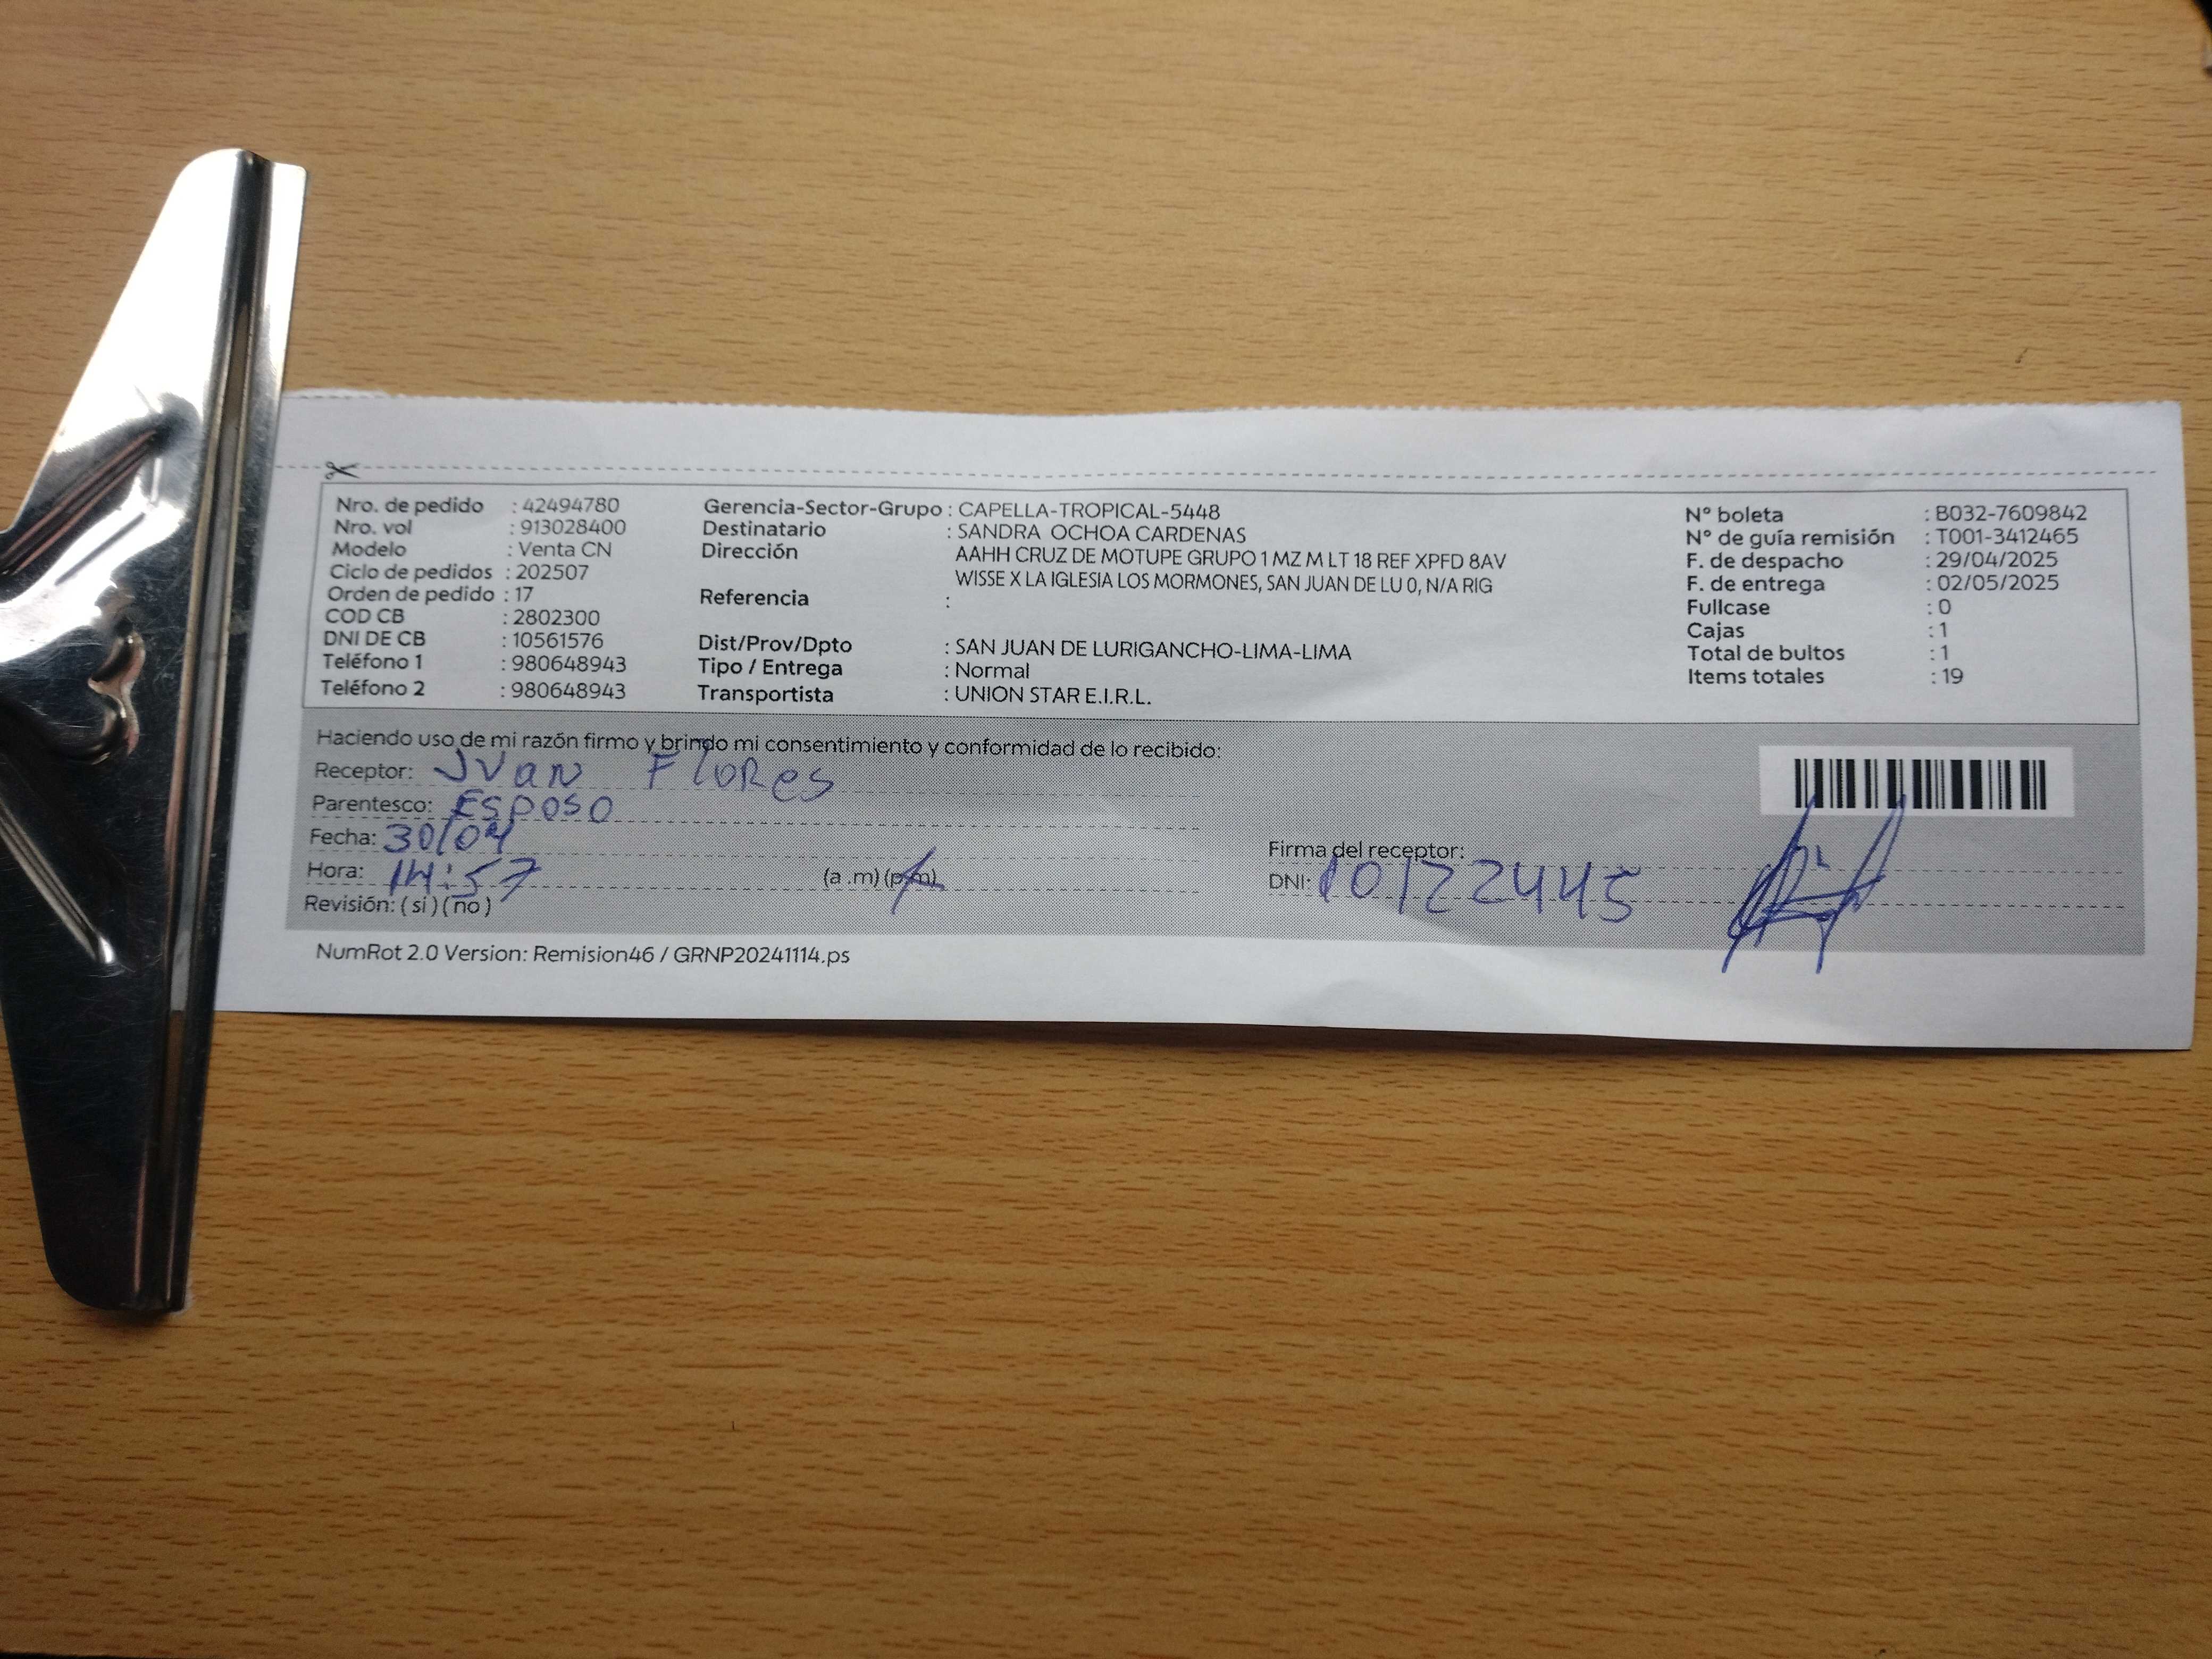 Nro. de pedido : 42494780
Nro. vol : 913028400
Modelo : Venta CN
Ciclo de pedidos : 202507
Orden de pedido : 17
COD CB : 2802300
DNI DE CB : 10561576
Teléfono 1 : 980648943
Teléfono 2 : 980648943
Gerencia-Sector-Grupo : CAPELLA-TROPICAL-5448
Destinatario : SANDRA OCHOA CARDENAS
Dirección AAHH CRUZ DE MOTUPE GRUPO 1 MZ M LT 18 REF XPFD 8AV
WISSE X LA IGLESIA LOS MORMONES, SAN JUAN DE LU 0, N/A RIG
Referencia :
Dist/Prov/Dpto : SAN JUAN DE LURIGANCHO-LIMA-LIMA
Tipo / Entrega : Normal
Transportista : UNION STAR E.I.R.L.
N° boleta : B032-7609842
N° de guía remisión : T001-3412465
F. de despacho : 29/04/2025
F. de entrega : 02/05/2025
Fullcase : 0
Cajas : 1
Total de bultos : 1
Items totales : 19
Haciendo uso de mi razón firmo y brindo mi consentimiento y conformidad de lo recibido:
Receptor: Ivan Flores
Parentesco: Esposo
Fecha: 30/04
Hora: 14:57 (a .m) (p.m)
Revisión: ( si ) ( no )
Firma del receptor:
DNI: 10122445
NumRot 2.0 Version: Remision46 / GRNP20241114.ps